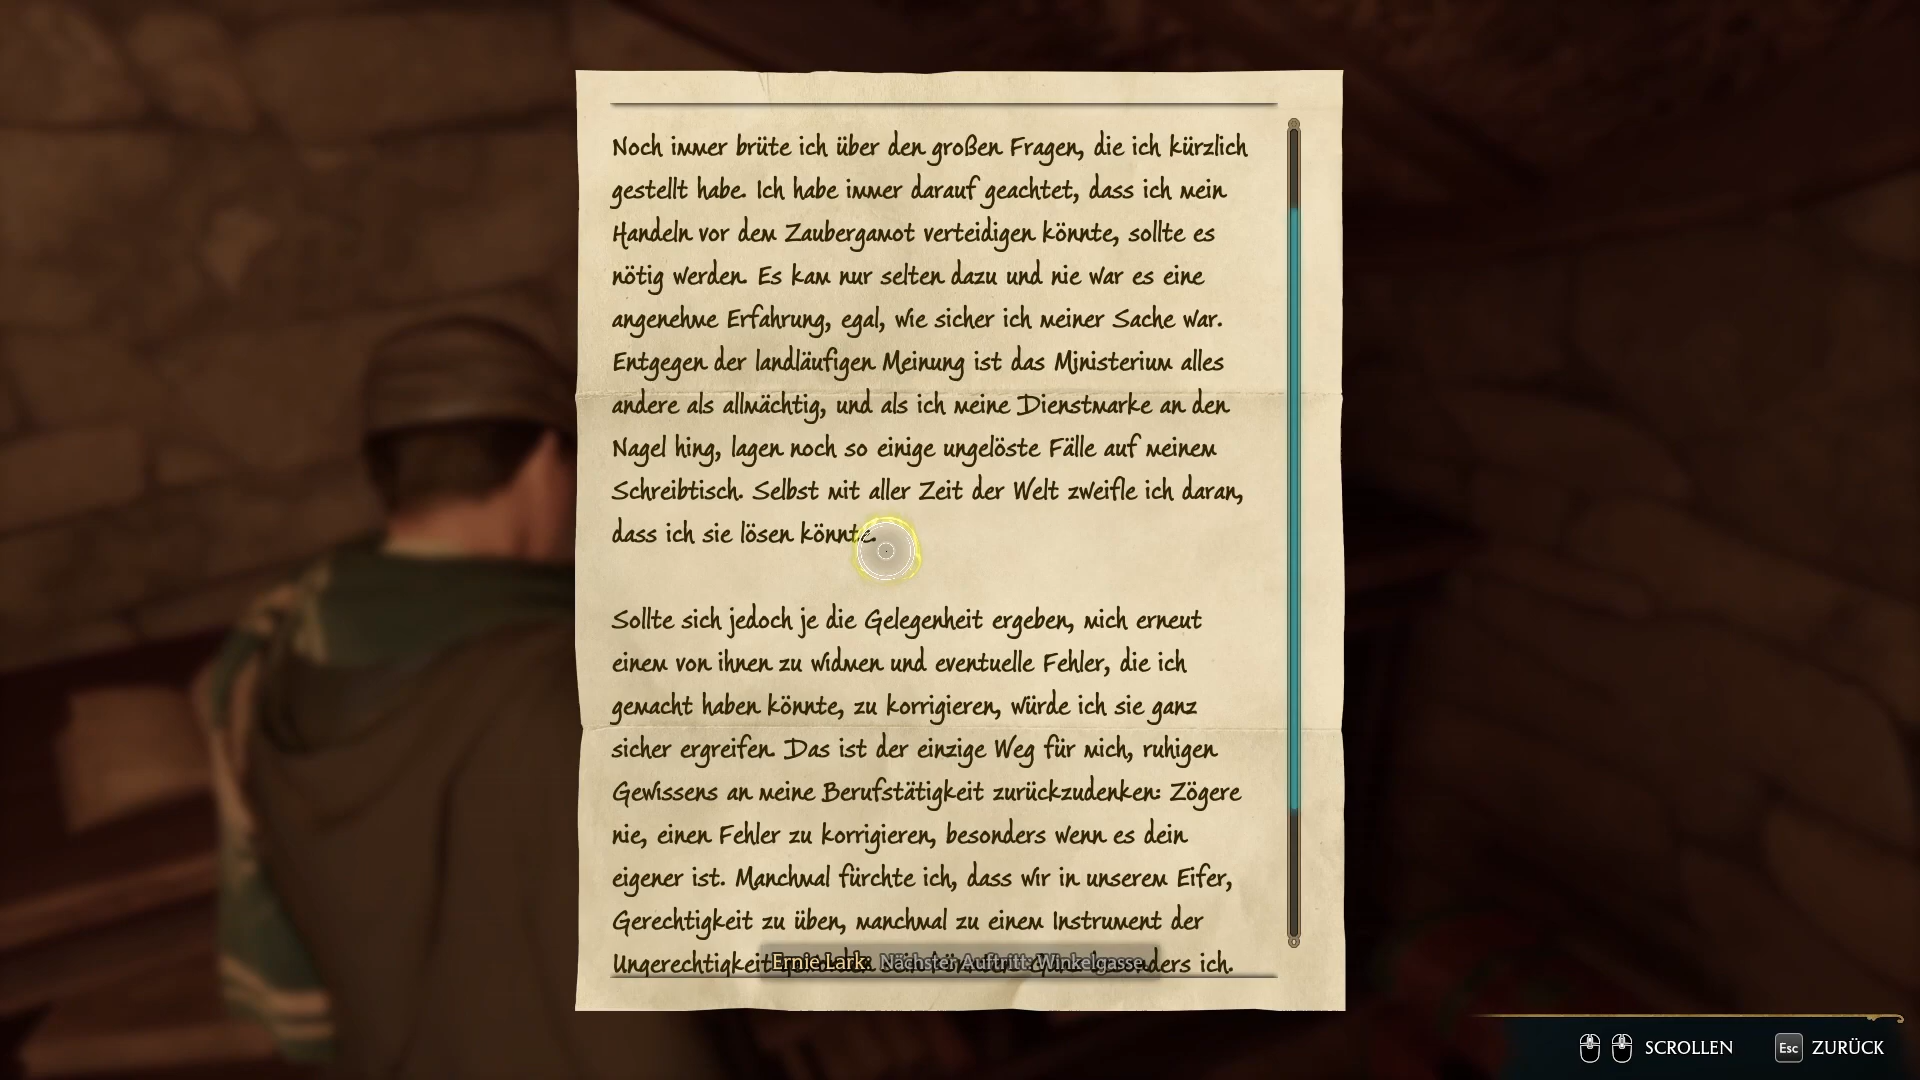 Noch immer brüte ich über den großen Fragen, die ich kürzlich
gestellt habe. Ich habe immer darauf geachtet, dass ich mein
Handeln vor dem Zaubergamot verteidigen könnte, sollte es
nötig werden. Es kam nur selten dazu und nie war es eine
angenehme Erfahrung, egal, wie sicher ich meiner Sache war.
Entgegen der landläufigen Meinung ist das Ministerium alles
andere als allmächtig, und als ich meine Dienstmarke an den
Nagel hing, lagen noch so einige ungelöste Fälle auf meinem
Schreibtisch. Selbst mit aller Zeit der Welt zweifle ich daran,
dass ich sie lösen könnte.
Sollte sich jedoch je die Gelegenheit ergeben, mich erneut
einem von ihnen zu widmen und eventuelle Fehler, die ich
gemacht haben könnte, zu korrigieren, würde ich sie ganz
sicher ergreifen. Das ist der einzige Weg für mich, ruhigen
Gewissens an meine Berufstätigkeit zurückzudenken: Zögere
nie, einen Fehler zu korrigieren, besonders wenn es dein
eigener ist. Manchmal fürchte ich, dass wir in unserem Eifer,
Gerechtigkeit zu üben, manchmal zu einem Instrument der
Ungerechtigkeit ich.
Ernie Lark: Nächster Auftritt: Winkelgasse.
SCROLLEN
Esc ZURÜCK